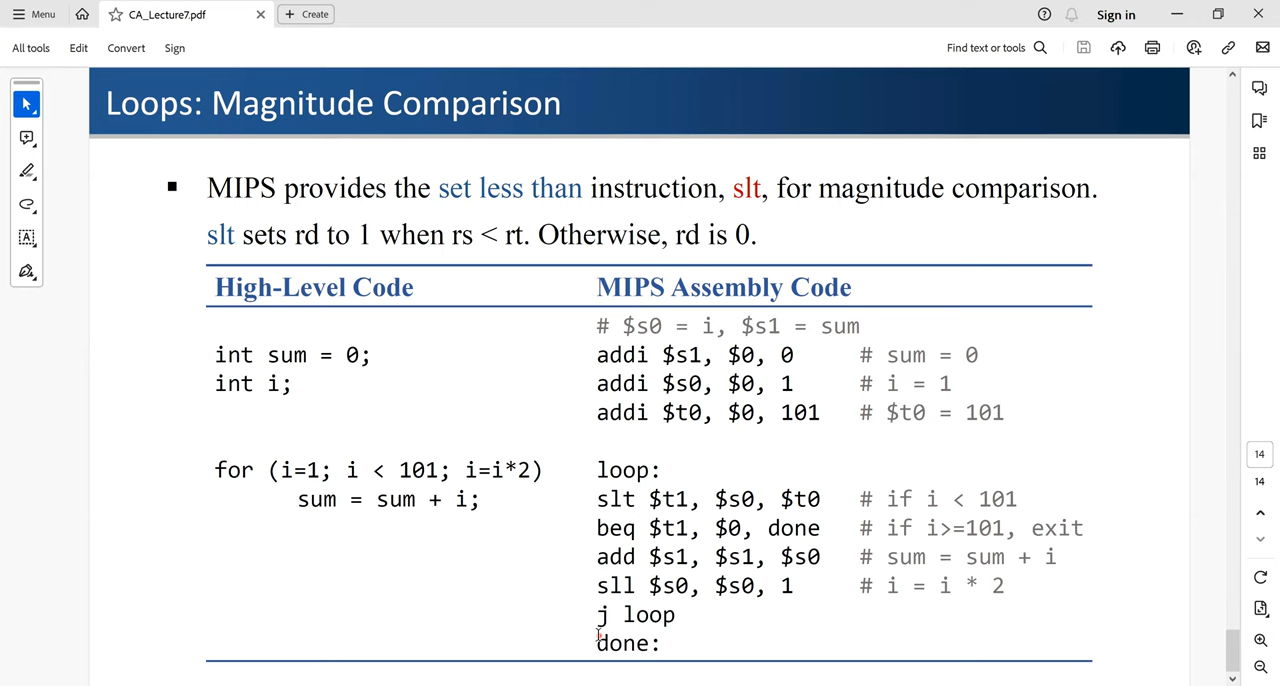 Menu
CA_Lecture7.pdf
Create
Sign in
All tools
Edit
Convert
Sign
Find text or tools
Loops: Magnitude Comparison
▪ MIPS provides the set less than instruction, slt, for magnitude comparison.
slt sets rd to 1 when rs < rt. Otherwise, rd is 0.
High-Level Code
int sum = 0;
int i;
for (i=1; i < 101; i=i*2)
sum = sum + i;
MIPS Assembly Code
# $s0 = i, $s1 = sum
addi $s1, $0, 0 # sum = 0
addi $s0, $0, 1 # i = 1
addi $t0, $0, 101 # $t0 = 101
loop:
slt $t1, $s0, $t0 # if i < 101
beq $t1, $0, done # if i>=101, exit
add $s1, $s1, $s0 # sum = sum + i
sll $s0, $s0, 1 # i = i * 2
j loop
done:
14
14